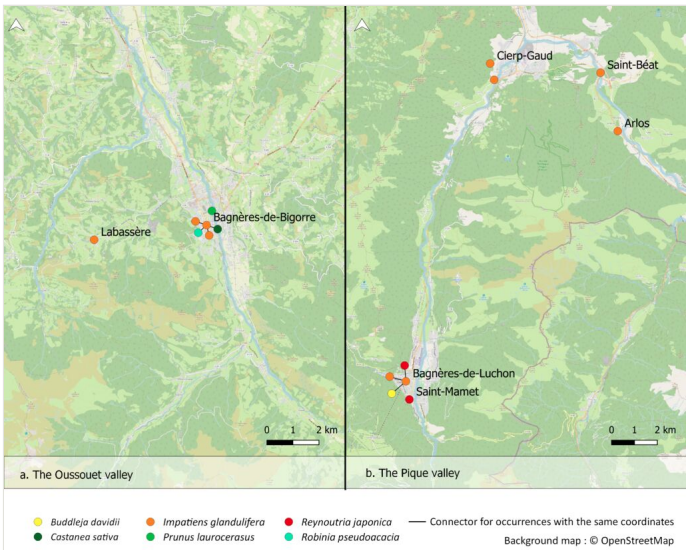 Cierp-Gaud
Saint-Béat
Arlos
Bagnères-de-Bigorre
Labassère
Bagnères-de-Luchon
Saint-Mamet
0 1 2 km
0 1 2 km
a. The Oussouet valley
b. The Pique valley
Buddleja davidii
Impatiens glandulifera
Reynoutria japonica
Connector for occurrences with the same coordinates
Castanea sativa
Prunus laurocerasus
Robinia pseudoacacia
Background map : © OpenStreetMap